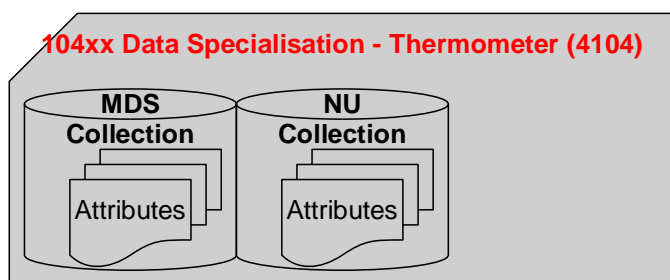 104xx Data Specialisation - Thermometer (4104)
MDS
Collection
Attributes
NU
Collection
Attributes